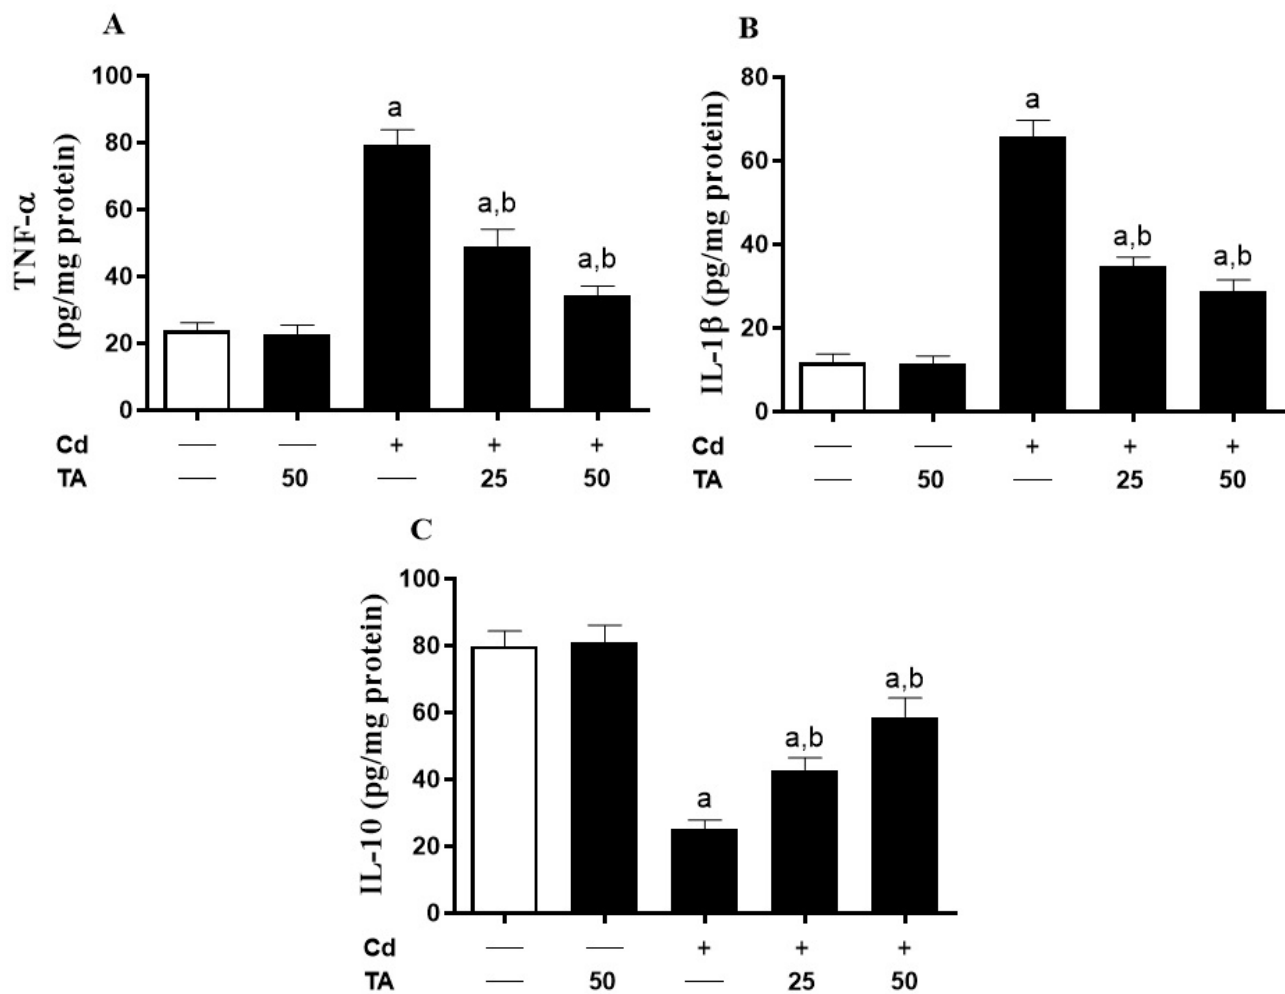 A
TNF-α
(pg/mg protein)
100
80
60
40
20
0
a
a,b
a,b
Cd — — + + +
TA — 50 — 25 50
B
IL-1β (pg/mg protein)
80
60
40
20
0
a
a,b
a,b
Cd — — + + +
TA — 50 — 25 50
C
IL-10 (pg/mg protein)
100
80
60
40
20
0
a
a,b
a,b
Cd — — + + +
TA — 50 — 25 50